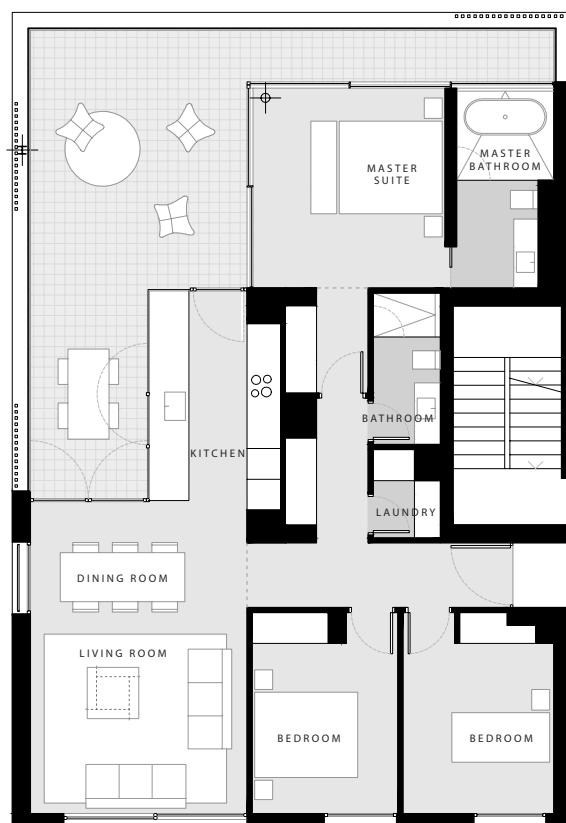 MASTER
SUITE
MASTER
BATHROOM
BATHROOM
KITCHEN
LAUNDRY
DINING ROOM
LIVING ROOM
BEDROOM
BEDROOM